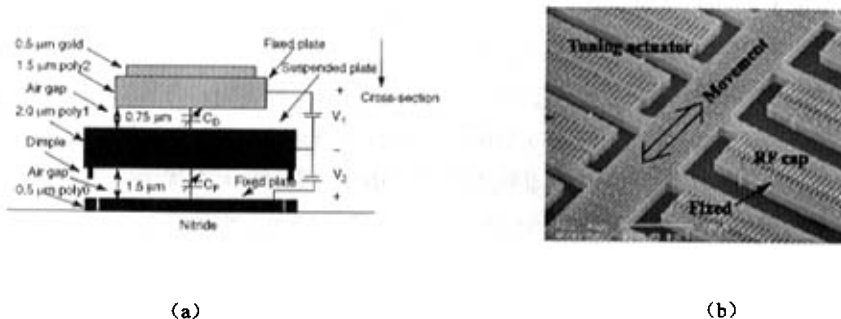 0.5 μm gold
1.5 μm poly2
Air gap
2.0 μm poly1
Dimple
Air gap
0.5 μm poly0
Fixed plate
Suspended plate
Cross-section
0.75 μm
C_D
+
V_1
−
1.5 μm
C_P
Fixed plate
V_2
+
Nitride
(a)
Tuning actuator
Movement
RF cap
Fixed
(b)